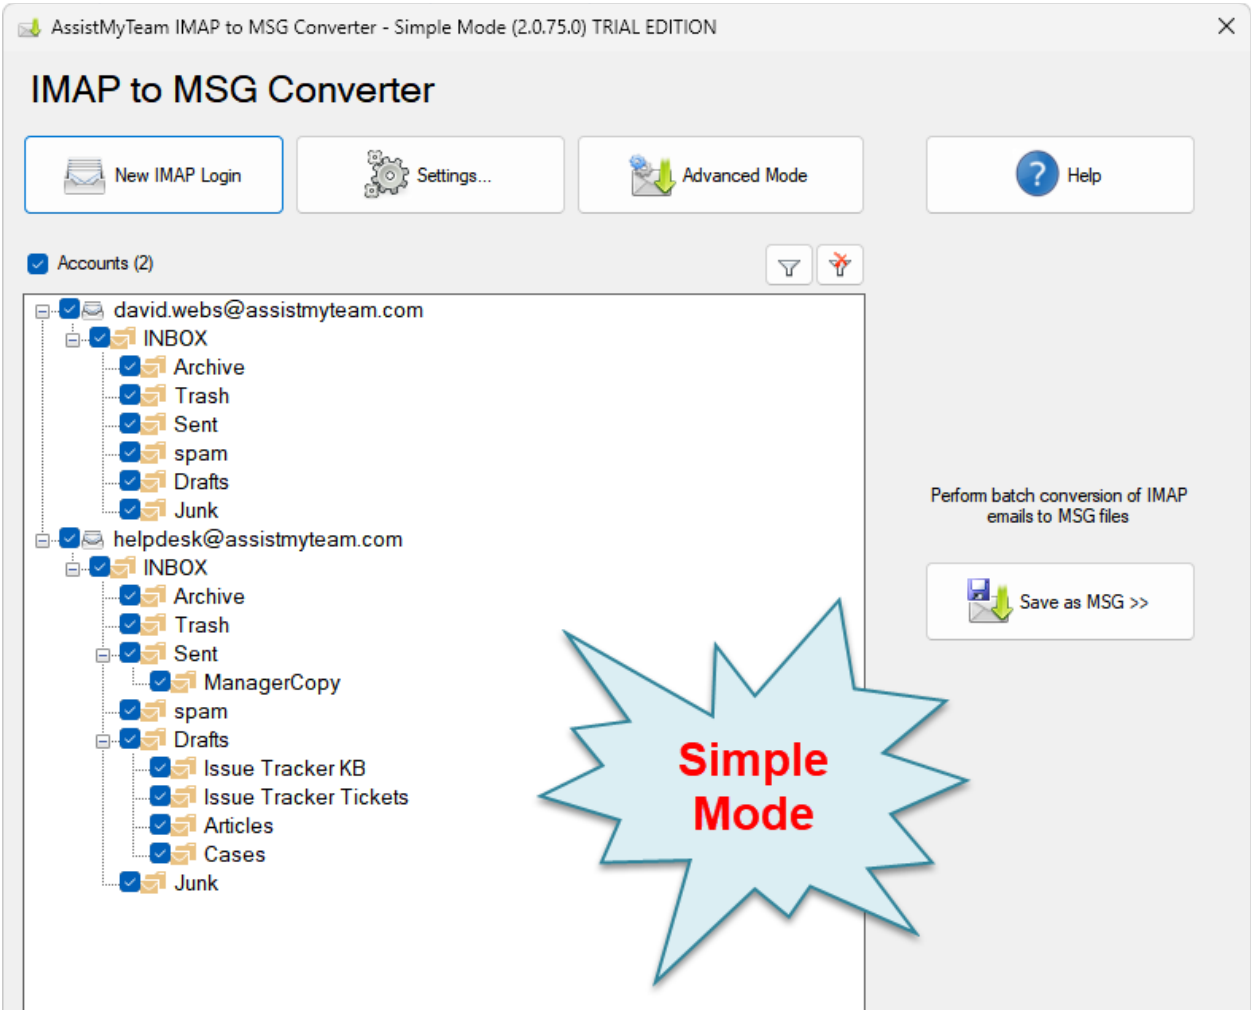 AssistMyTeam IMAP to MSG Converter - Simple Mode (2.0.75.0) TRIAL EDITION
IMAP to MSG Converter
New IMAP Login
Settings...
Advanced Mode
Help
Accounts (2)
david.webs@assistmyteam.com
INBOX
Archive
Trash
Sent
spam
Drafts
Junk
helpdesk@assistmyteam.com
INBOX
Archive
Trash
Sent
ManagerCopy
spam
Drafts
Issue Tracker KB
Issue Tracker Tickets
Articles
Cases
Junk
Perform batch conversion of IMAP
emails to MSG files
Save as MSG >>
Simple
Mode